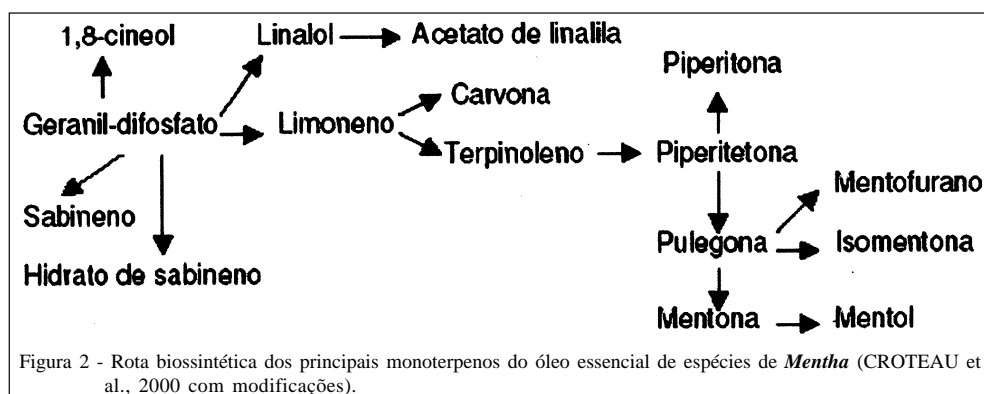 1,8-cineol Linalol Acetato de linalila
Piperitona
Carvona
Geranil-difosfato Limoneno
Terpinoleno Piperitetona
Mentofurano
Sabineno
Pulegona Isomentona
Hidrato de sabineno
Mentona Mentol
Figura 2 - Rota biossintética dos principais monoterpenos do óleo essencial de espécies de Mentha (CROTEAU et
al., 2000 com modificações).